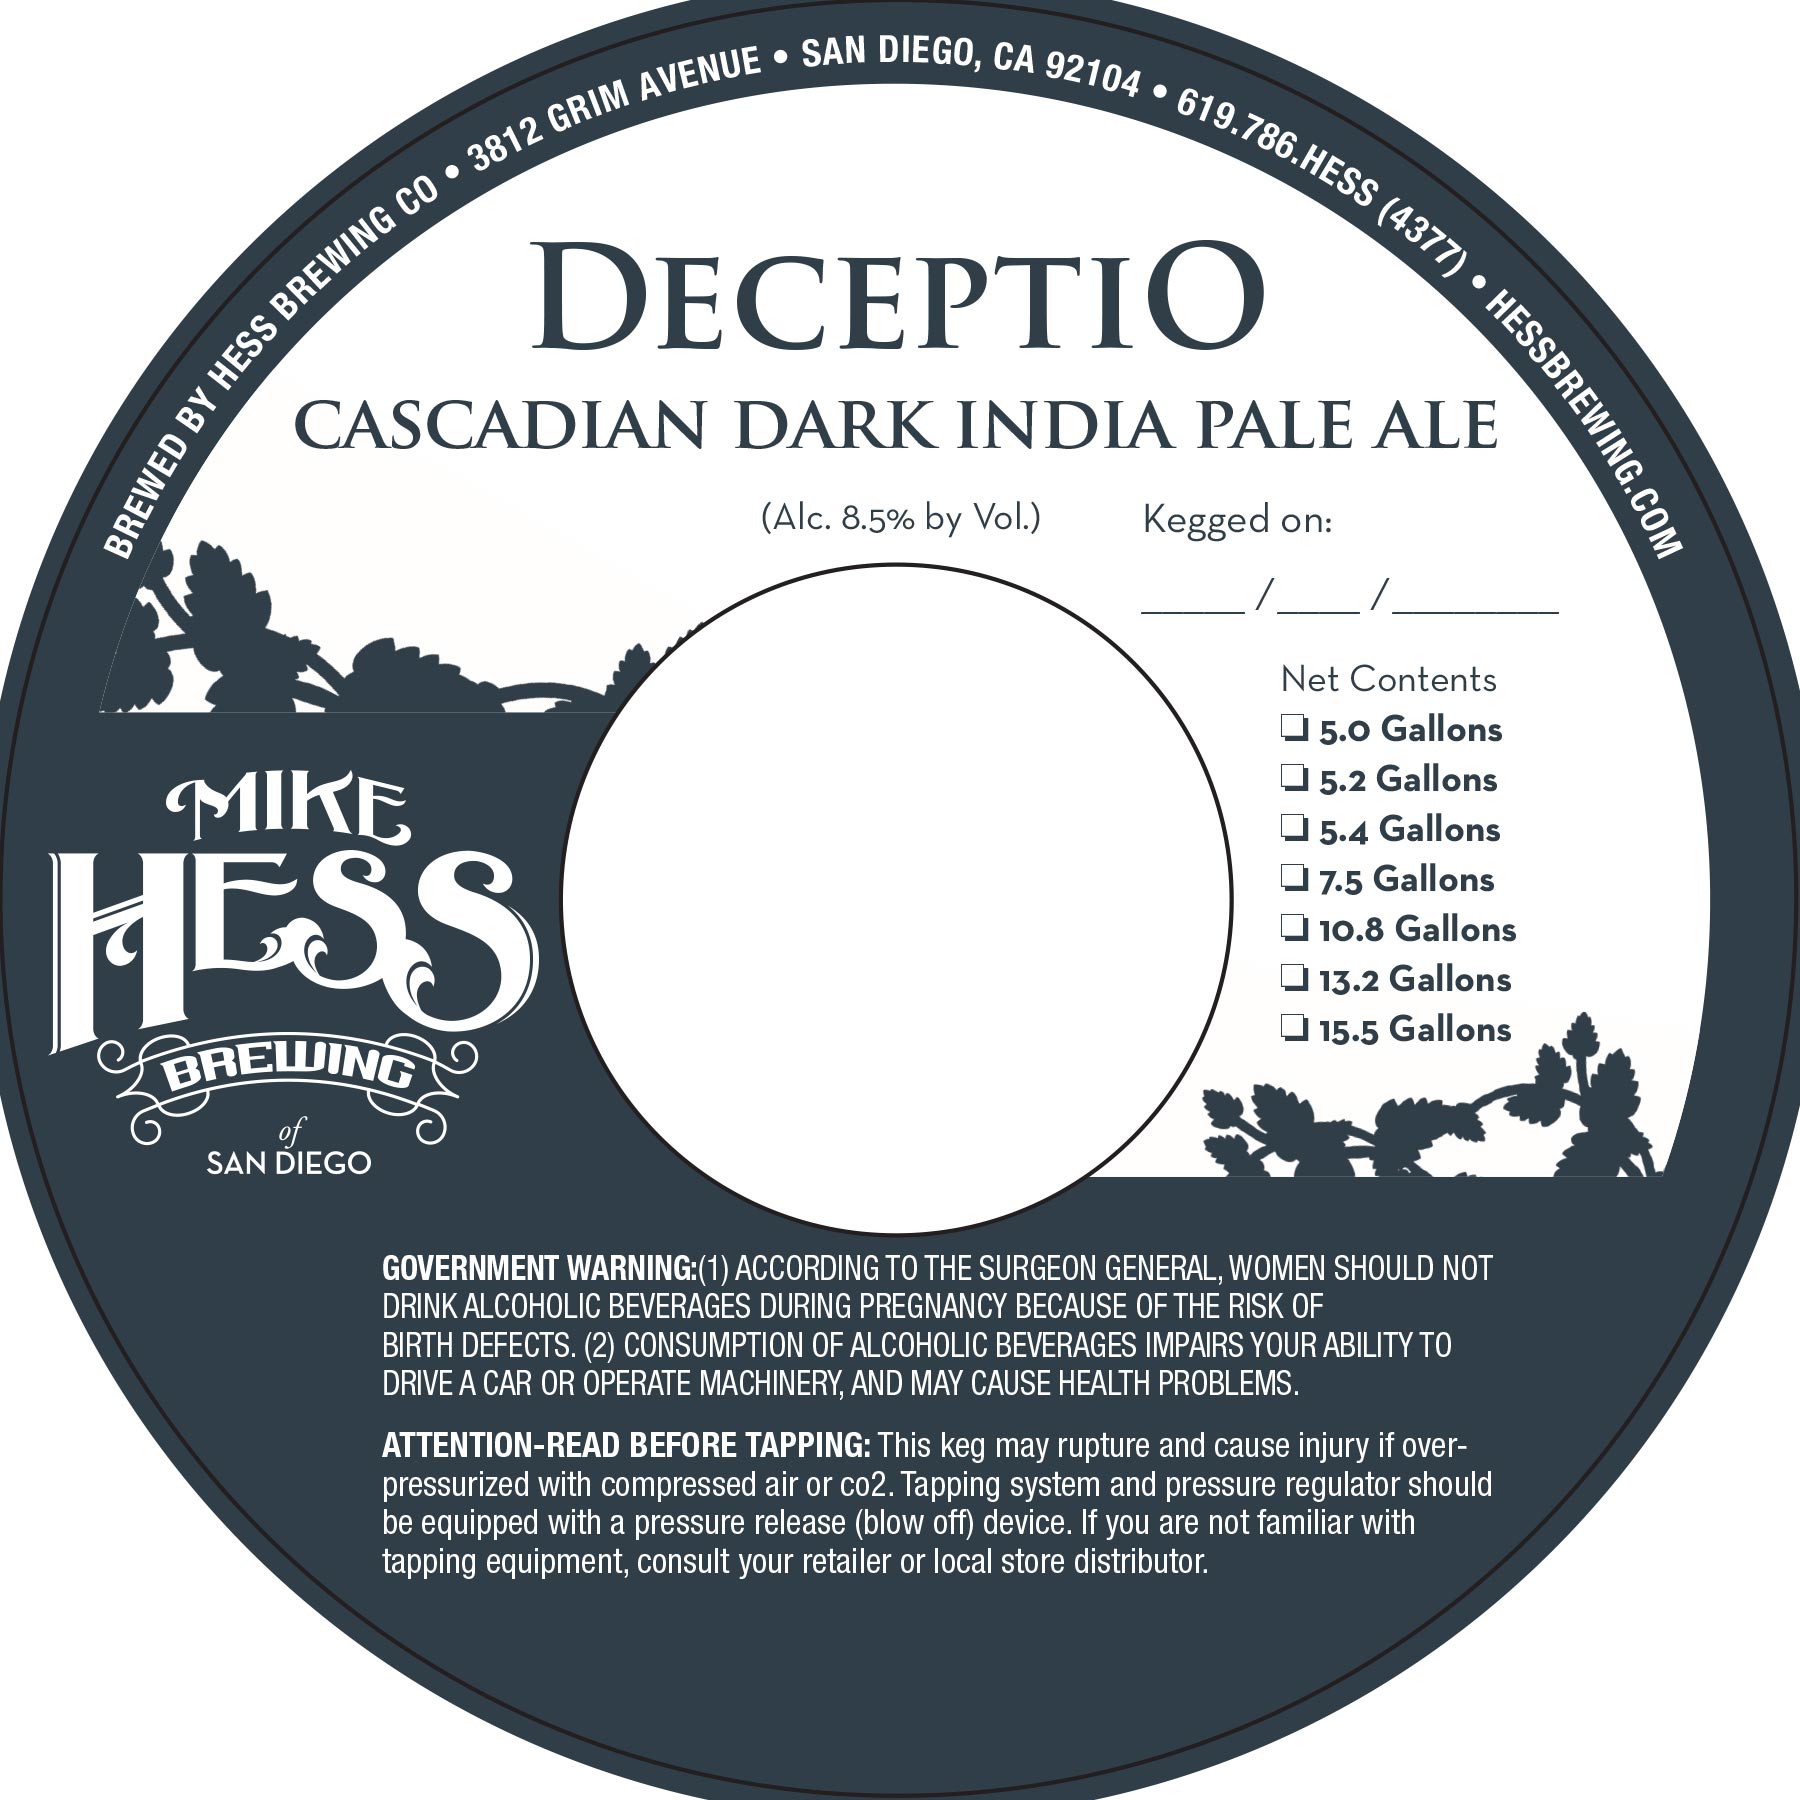 BREWED BY HESS BREWING CO • 3812 GRIM AVENUE • SAN DIEGO, CA 92104 • 619.786.HESS (4377) • HESSBREWING.COM
DECEPTIO
CASCADIAN DARK INDIA PALE ALE
(Alc. 8.5% by Vol.)
Kegged on:
_____ /____ /________
Net Contents
❏ 5.0 Gallons
❏ 5.2 Gallons
❏ 5.4 Gallons
❏ 7.5 Gallons
❏ 10.8 Gallons
❏ 13.2 Gallons
❏ 15.5 Gallons
MIKE
HESS
BREWING
of
SAN DIEGO
GOVERNMENT WARNING:(1) ACCORDING TO THE SURGEON GENERAL, WOMEN SHOULD NOT
DRINK ALCOHOLIC BEVERAGES DURING PREGNANCY BECAUSE OF THE RISK OF
BIRTH DEFECTS. (2) CONSUMPTION OF ALCOHOLIC BEVERAGES IMPAIRS YOUR ABILITY TO
DRIVE A CAR OR OPERATE MACHINERY, AND MAY CAUSE HEALTH PROBLEMS.
ATTENTION-READ BEFORE TAPPING: This keg may rupture and cause injury if over-
pressurized with compressed air or co2. Tapping system and pressure regulator should
be equipped with a pressure release (blow off) device. If you are not familiar with
tapping equipment, consult your retailer or local store distributor.